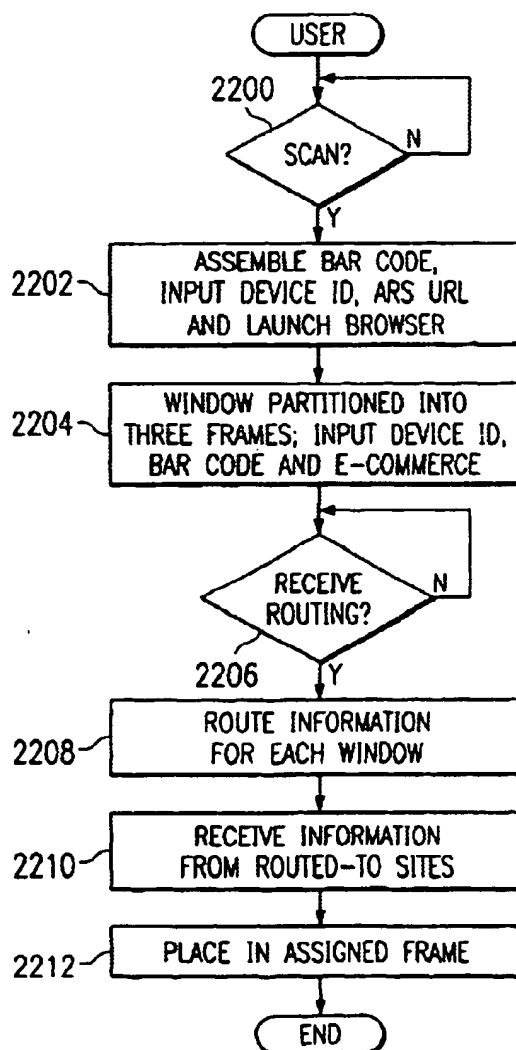 USER
2200
SCAN?
N
Y
2202
ASSEMBLE BAR CODE,
INPUT DEVICE ID, ARS URL
AND LAUNCH BROWSER
2204
WINDOW PARTITIONED INTO
THREE FRAMES; INPUT DEVICE ID,
BAR CODE AND E-COMMERCE
RECEIVE
ROUTING?
N
2206
Y
2208
ROUTE INFORMATION
FOR EACH WINDOW
2210
RECEIVE INFORMATION
FROM ROUTED-TO SITES
2212
PLACE IN ASSIGNED FRAME
END